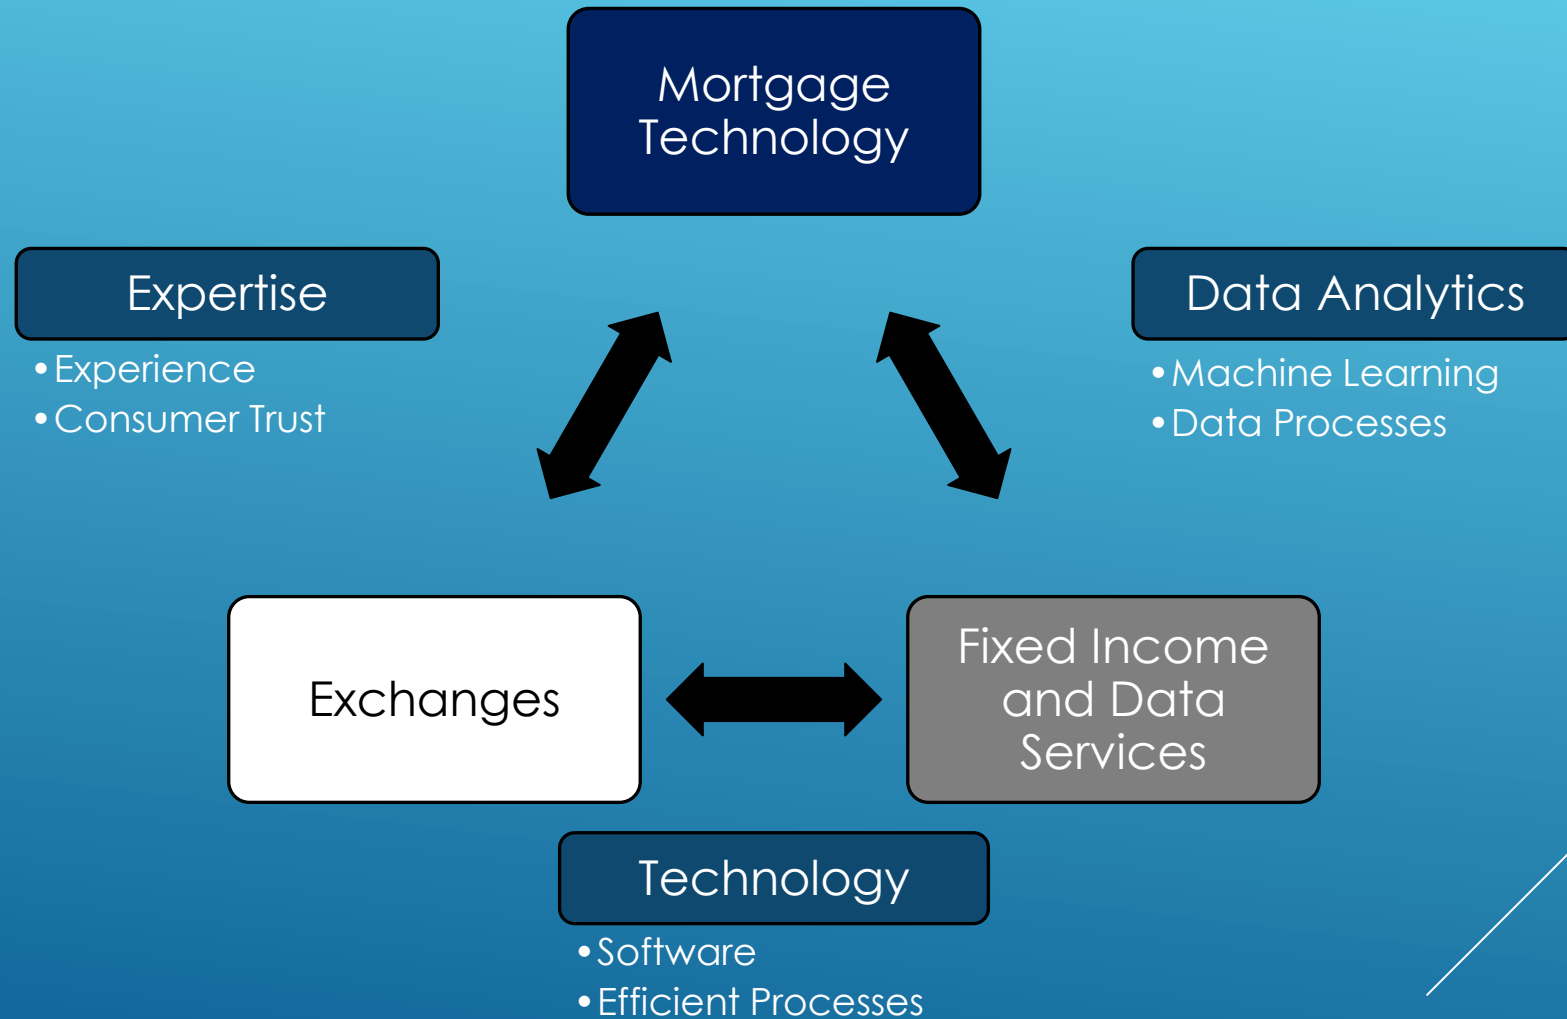 Mortgage
Technology
Expertise
•Experience
•Consumer Trust
Data Analytics
•Machine Learning
•Data Processes
Exchanges
Fixed Income
and Data
Services
Technology
•Software
•Efficient Processes